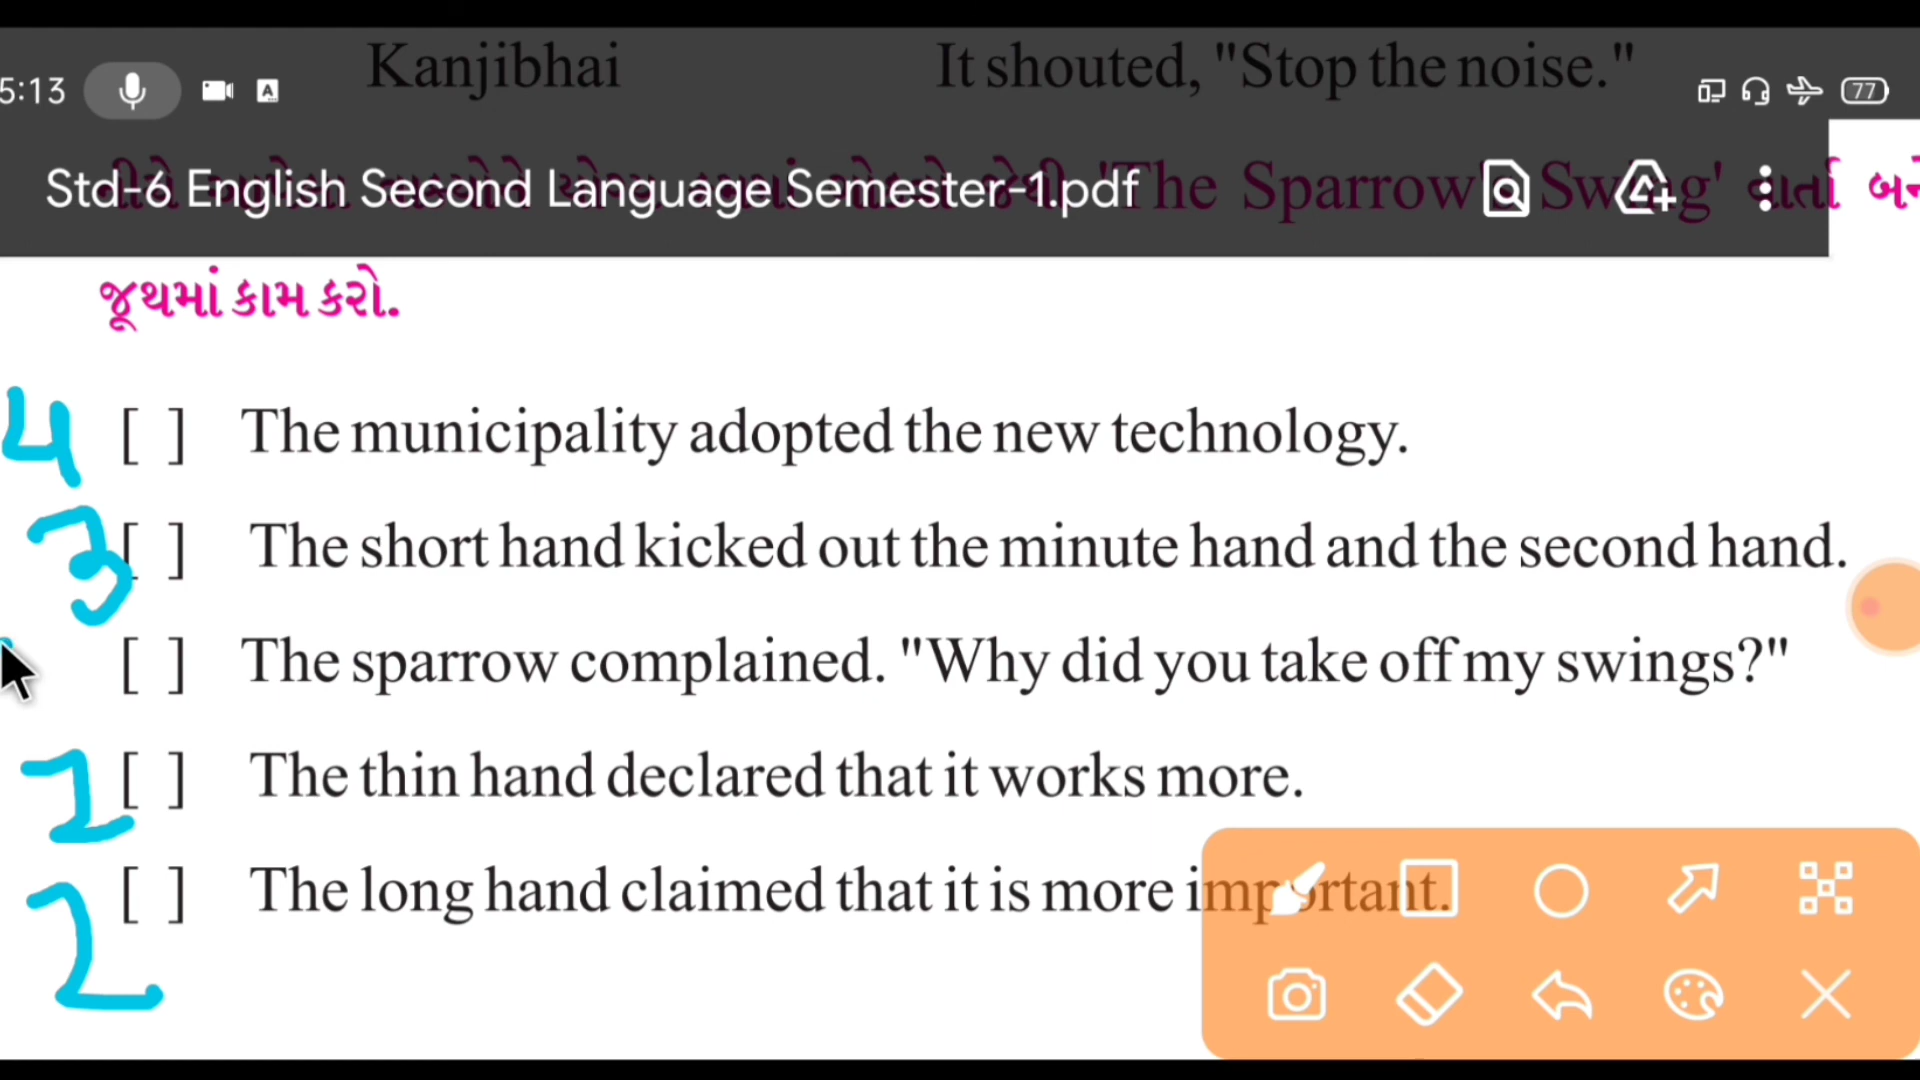 Kanjibhai It shouted, "Stop the noise."
5:13 77
Std-6 English Second Language Semester-1.pdf
'The Sparrow's Swing' વાર્તા બને
જૂથમાં કામ કરો.
4 [ ] The municipality adopted the new technology.
3 [ ] The short hand kicked out the minute hand and the second hand.
[ ] The sparrow complained. "Why did you take off my swings?"
1 [ ] The thin hand declared that it works more.
2 [ ] The long hand claimed that it is more important.